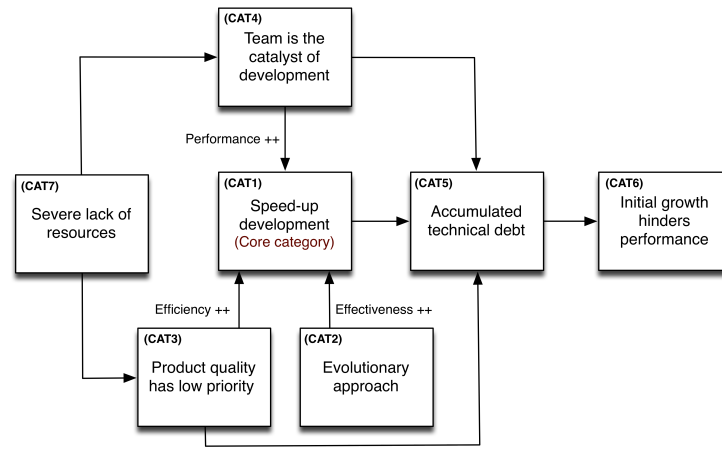 (CAT4)
Team is the
catalyst of
development
Performance ++
(CAT7)
Severe lack of
resources
(CAT1)
Speed-up
development
(Core category)
(CAT5)
Accumulated
technical debt
(CAT6)
Initial growth
hinders
performance
Efficiency ++
Effectiveness ++
(CAT3)
Product quality
has low priority
(CAT2)
Evolutionary
approach